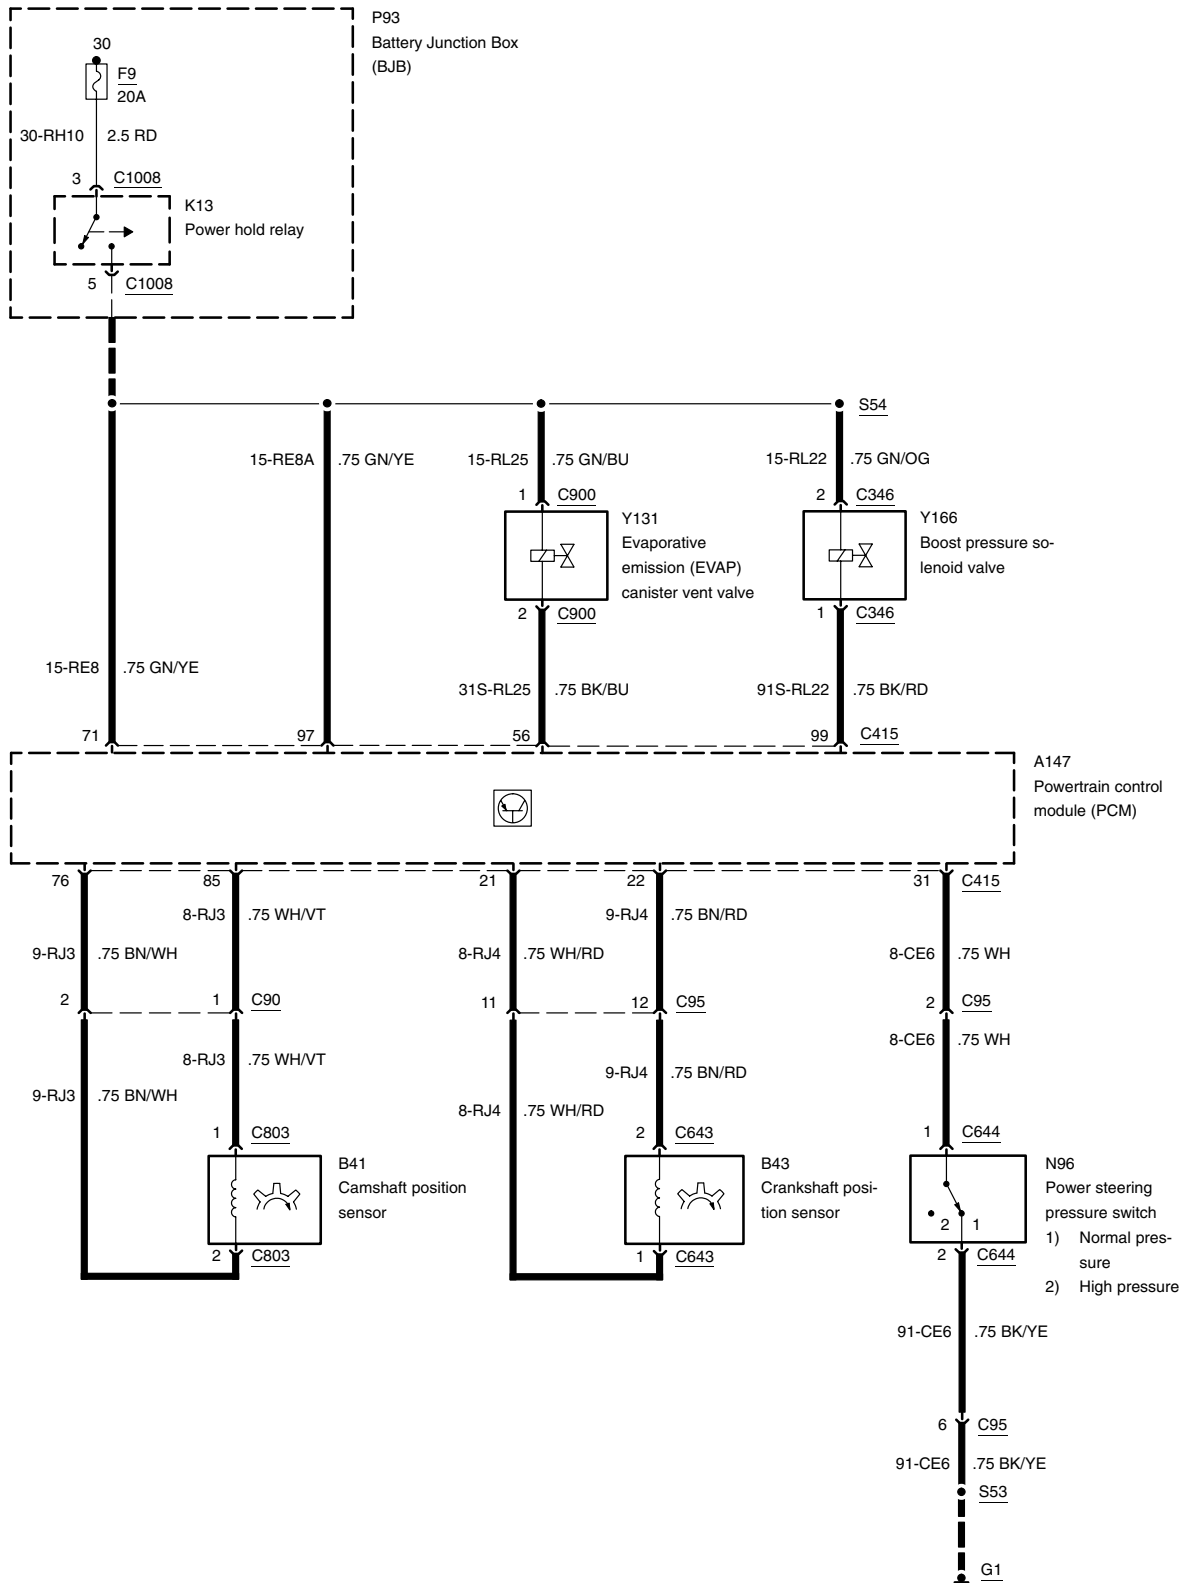 P93
Battery Junction Box
(BJB)
30
F9
20A
30-RH10 2.5 RD
3 C1008
K13
Power hold relay
5 C1008
S54
15-RE8A .75 GN/YE 15-RL25 .75 GN/BU 15-RL22 .75 GN/OG
1 C900 2 C346
Y131
Evaporative
emission (EVAP)
canister vent valve
Y166
Boost pressure so-
lenoid valve
2 C900 1 C346
15-RE8 .75 GN/YE
31S-RL25 .75 BK/BU 91S-RL22 .75 BK/RD
71 97 56 99 C415
A147
Powertrain control
module (PCM)
76 85 21 22 31 C415
8-RJ3 .75 WH/VT 9-RJ4 .75 BN/RD
9-RJ3 .75 BN/WH 8-RJ4 .75 WH/RD 8-CE6 .75 WH
2 1 C90 11 12 C95 2 C95
8-CE6 .75 WH
8-RJ3 .75 WH/VT 9-RJ4 .75 BN/RD
9-RJ3 .75 BN/WH 8-RJ4 .75 WH/RD
1 C803 2 C643 1 C644
B41
Camshaft position
sensor
B43
Crankshaft posi-
tion sensor
N96
Power steering
pressure switch
1) Normal pres-
sure
2) High pressure
2 1
2 C803 1 C643 2 C644
91-CE6 .75 BK/YE
6 C95
91-CE6 .75 BK/YE
S53
G1